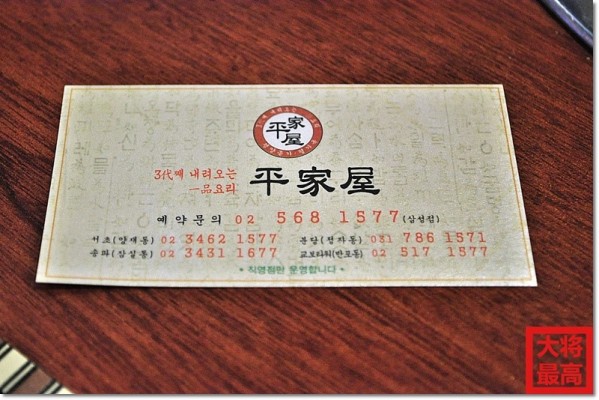 平家屋
3代째 내려오는
一品요리
平家屋
예약문의 02 568 1577(삼성점)
서초(양재동) 02 3462 1577 분당(정자동) 031 786 1571
송파(잠실동) 02 3431 1677 교보타워(반포동) 02 517 1577
• 직영점만 운영합니다 •
大将
最高